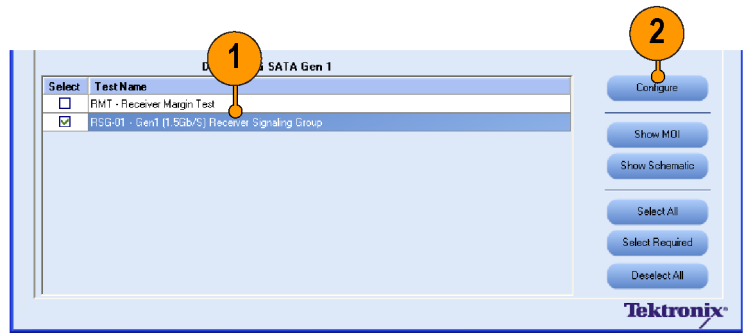 1
2
SATA Gen 1
Select Test Name
RMT - Receiver Margin Test
RSG-01 - Gen1 (1.5Gb/S) Receiver Signaling Group
Configure
Show MOI
Show Schematic
Select All
Select Required
Deselect All
Tektronix